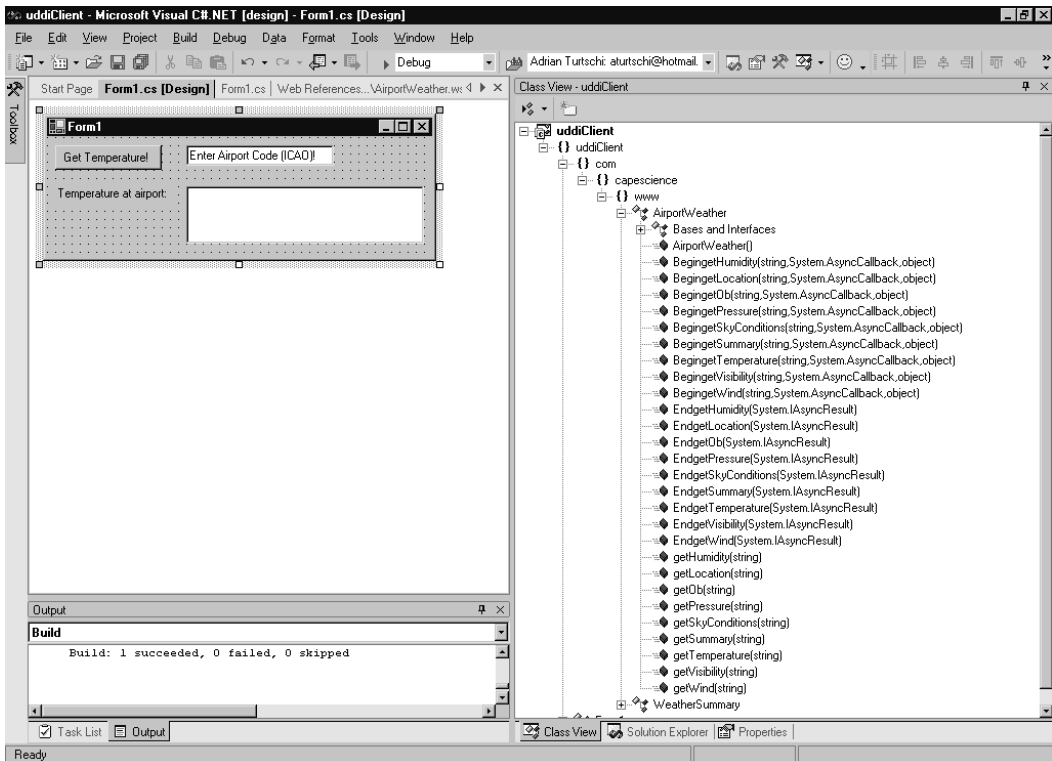 uddiClient - Microsoft Visual C#.NET [design] - Form1.cs [Design]
File Edit View Project Build Debug Data Format Tools Window Help
Debug
Adrian Turtschi: aturtschi@hotmail.
Toolbox
Start Page Form1.cs [Design] Form1.cs Web References...\AirportWeather.ws
Form1
Get Temperature!
Enter Airport Code (ICAO)!
Temperature at airport:
Class View - uddiClient
uddiClient
{} uddiClient
{} com
{} capescience
{} www
AirportWeather
Bases and Interfaces
AirportWeather()
BegingetHumidity(string,System.AsyncCallback,object)
BegingetLocation(string,System.AsyncCallback,object)
BegingetOb(string,System.AsyncCallback,object)
BegingetPressure(string,System.AsyncCallback,object)
BegingetSkyConditions(string,System.AsyncCallback,object)
BegingetSummary(string,System.AsyncCallback,object)
BegingetTemperature(string,System.AsyncCallback,object)
BegingetVisibility(string,System.AsyncCallback,object)
BegingetWind(string,System.AsyncCallback,object)
EndgetHumidity(System.IAsyncResult)
EndgetLocation(System.IAsyncResult)
EndgetOb(System.IAsyncResult)
EndgetPressure(System.IAsyncResult)
EndgetSkyConditions(System.IAsyncResult)
EndgetSummary(System.IAsyncResult)
EndgetTemperature(System.IAsyncResult)
EndgetVisibility(System.IAsyncResult)
EndgetWind(System.IAsyncResult)
getHumidity(string)
getLocation(string)
getOb(string)
getPressure(string)
getSkyConditions(string)
getSummary(string)
getTemperature(string)
getVisibility(string)
getWind(string)
WeatherSummary
Output
Build
Build: 1 succeeded, 0 failed, 0 skipped
Task List Output
Class View Solution Explorer Properties
Ready